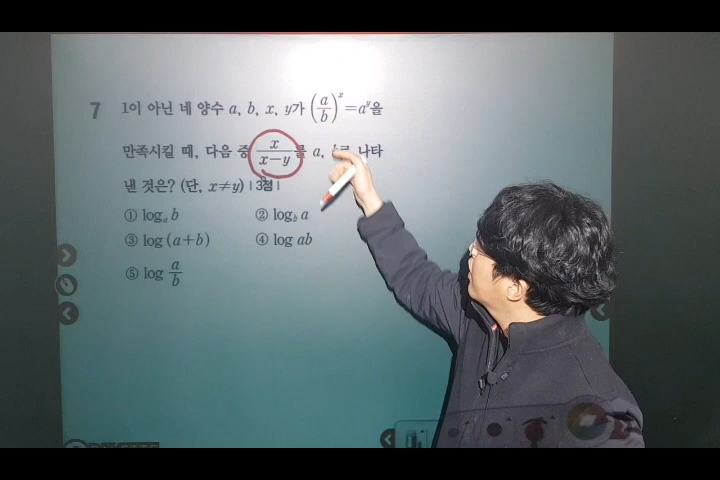 7 1이 아닌 네 양수 a, b, x, y가 (a/b)^x=a^y을
만족시킬 때, 다음 중 x/(x-y)를 a, 나타
낼 것은? (단, x≠y) | 3점 |
① log_a b ② log_b a
③ log (a+b) ④ log ab
⑤ log a/b